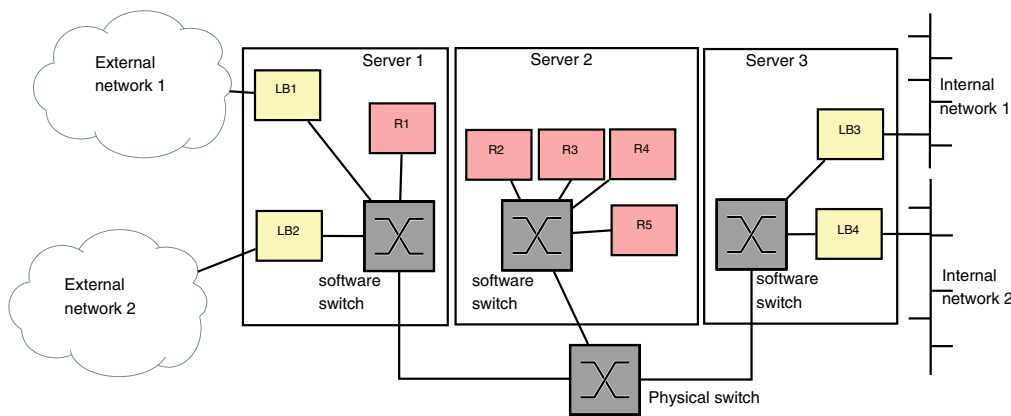 External
network 1
External
network 2
Server 1
LB1
R1
LB2
software
switch
Server 2
R2
R3
R4
R5
software
switch
Server 3
LB3
LB4
software
switch
Internal
network 1
Internal
network 2
Physical switch